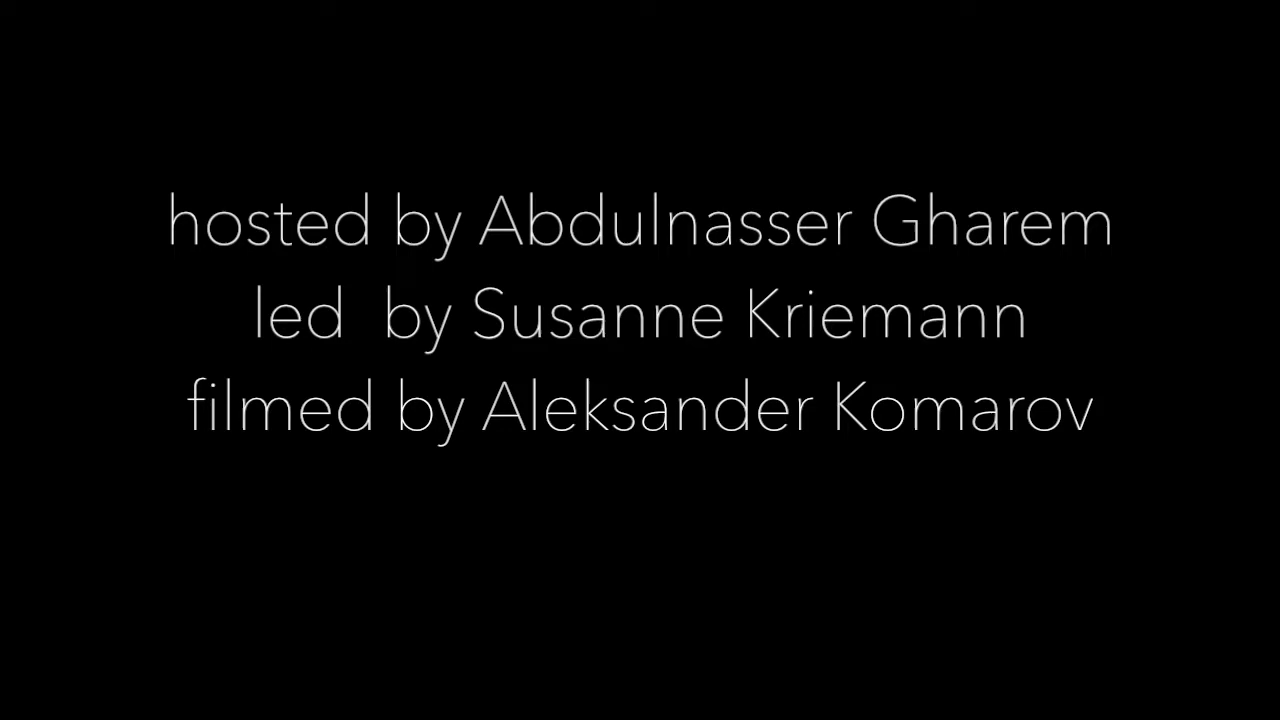 hosted by Abdulnasser Gharem
led  by Susanne Kriemann
filmed by Aleksander Komarov